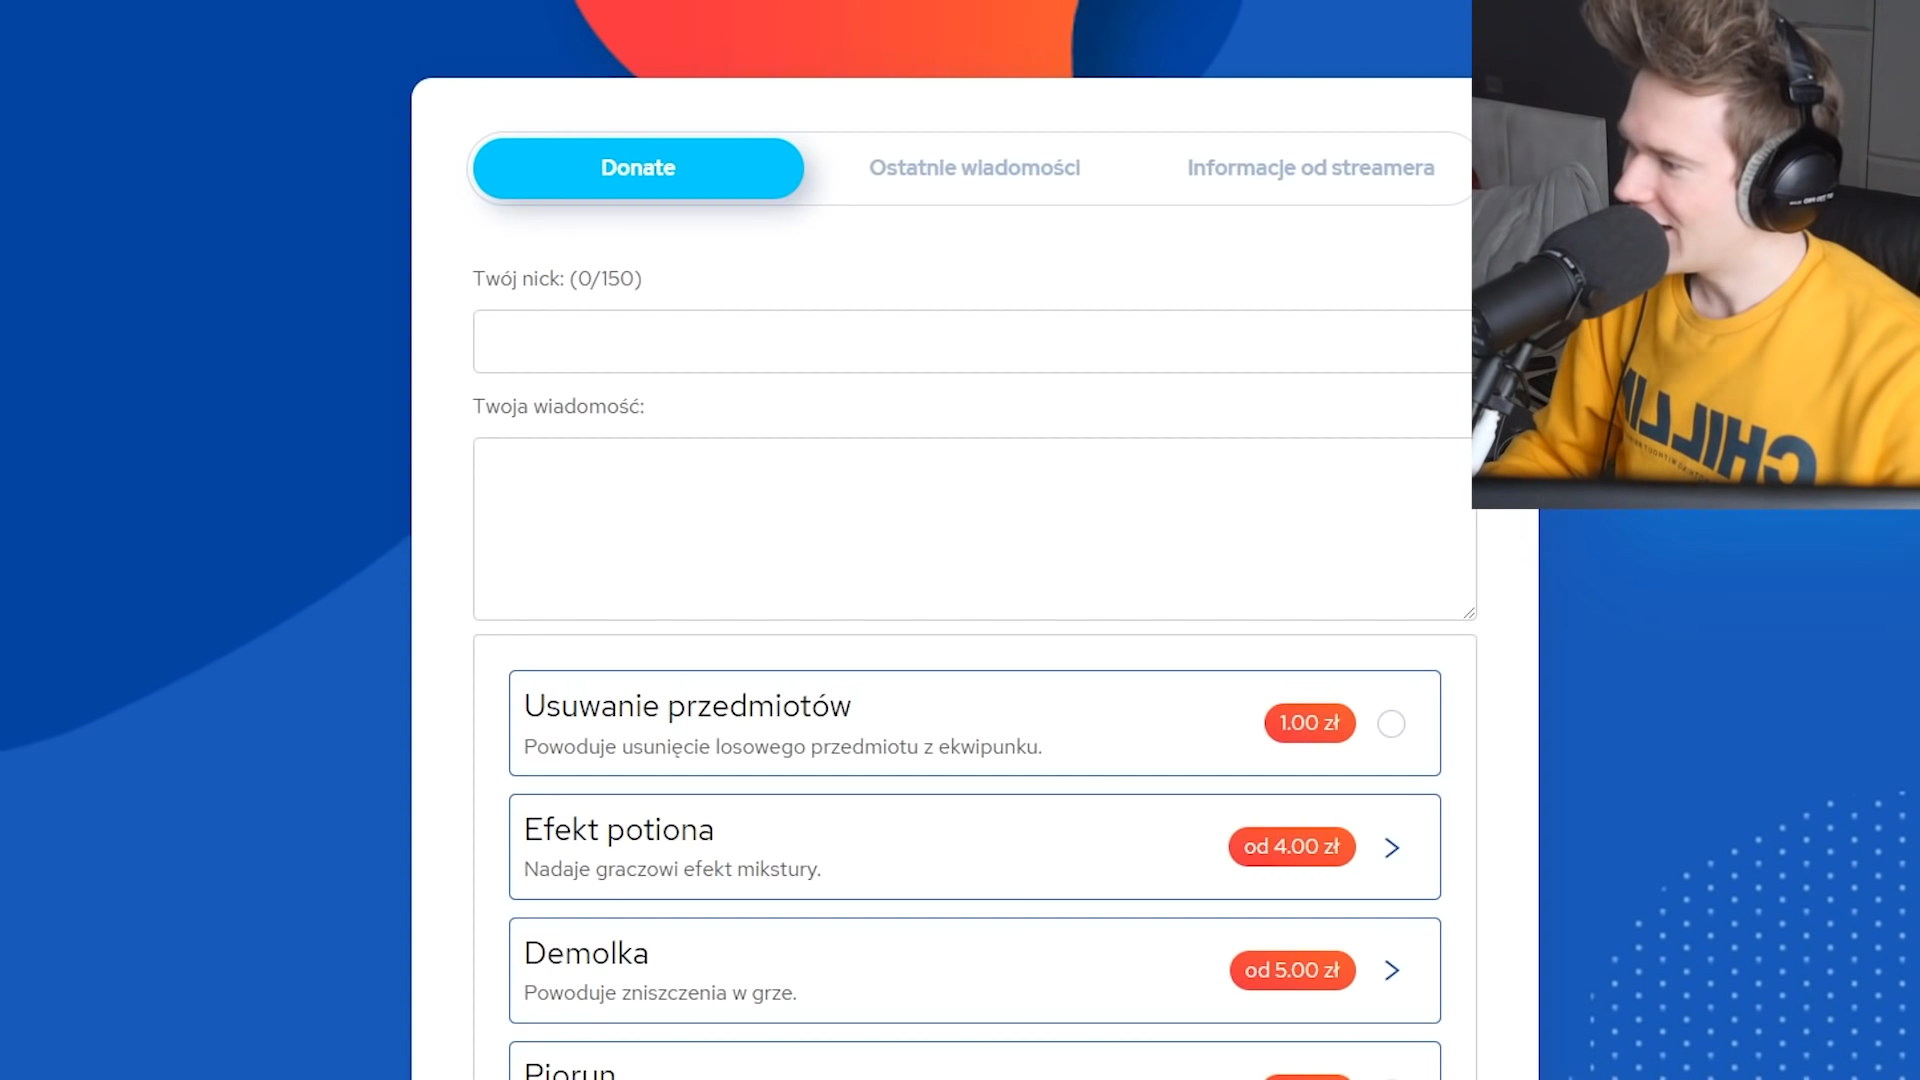 Donate
Ostatnie wiadomości
Informacje od streamera
Twój nick: (0/150)
Twoja wiadomość:
Usuwanie przedmiotów
1.00 zł
Powoduje usunięcie losowego przedmiotu z ekwipunku.
Efekt potiona
od 4.00 zł
Nadaje graczowi efekt mikstury.
Demolka
od 5.00 zł
Powoduje zniszczenia w grze.
Piorun
CHILLIN